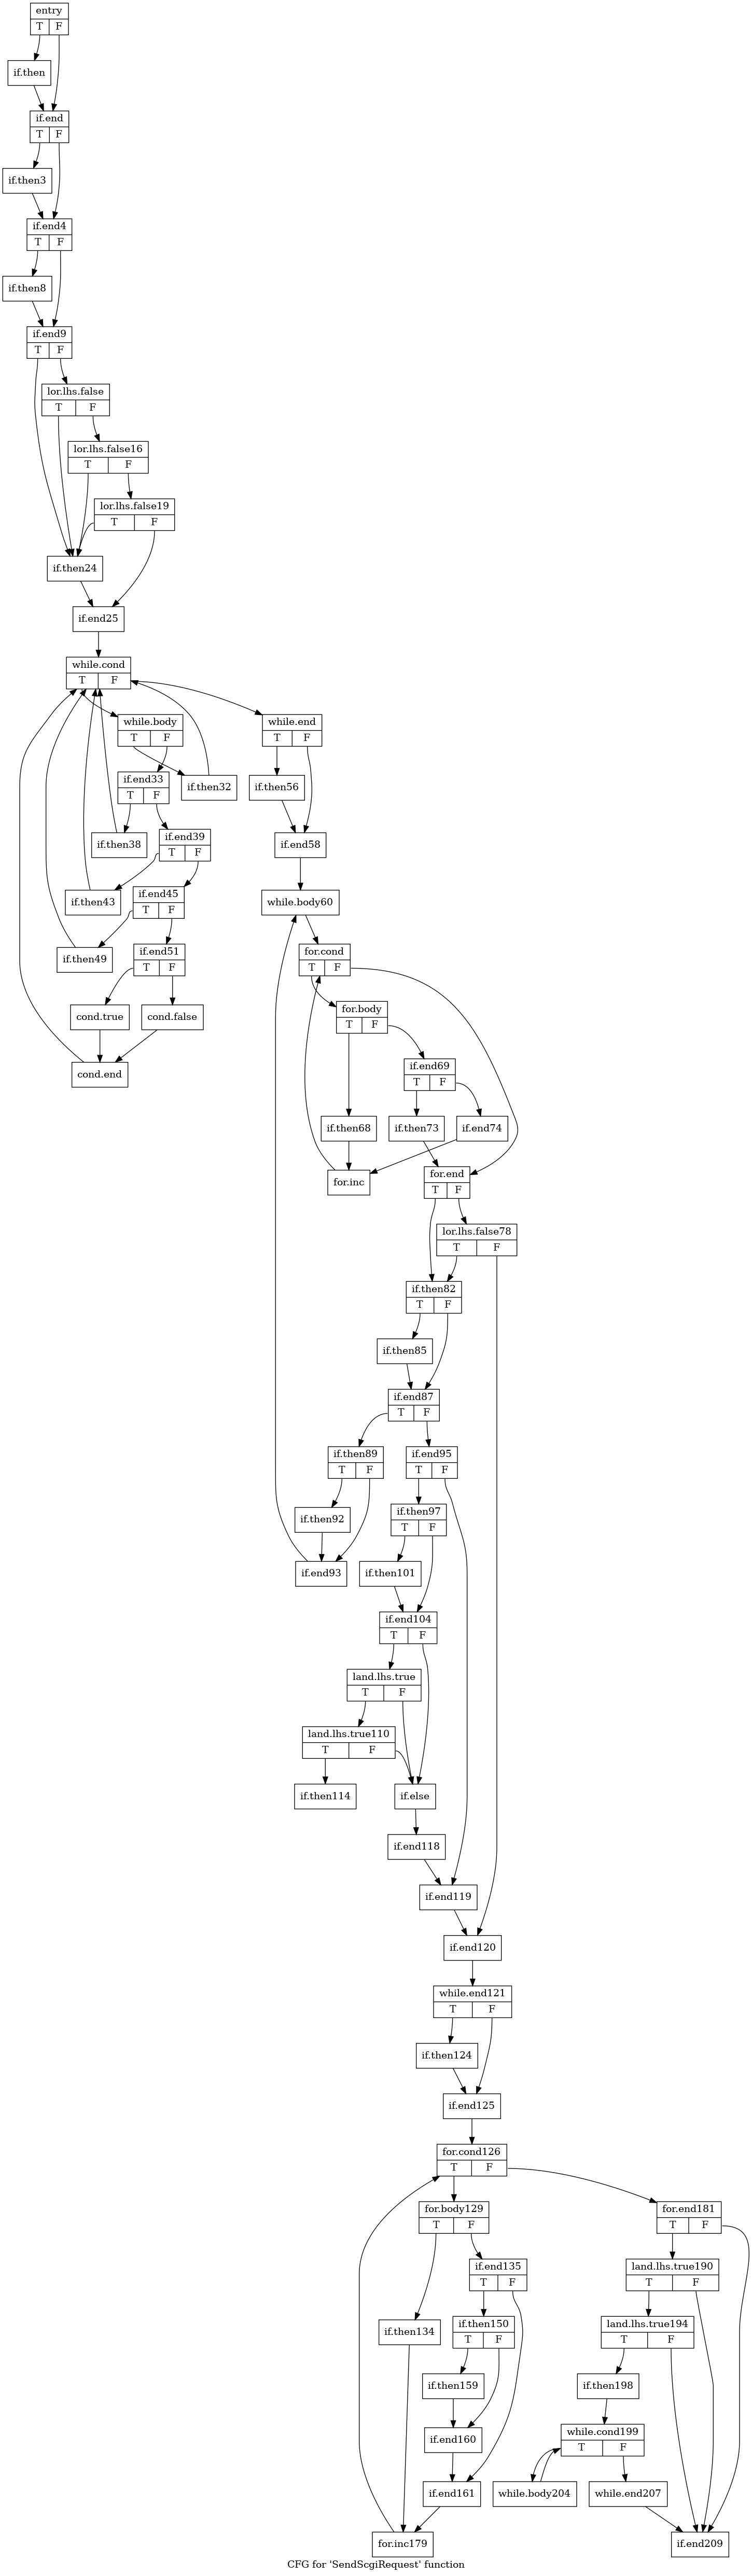 entry
T F
if.then
if.end
T F
if.then3
if.end4
T F
if.then8
if.end9
T F
lor.lhs.false
T F
lor.lhs.false16
T F
lor.lhs.false19
T F
if.then24
if.end25
while.cond
T F
while.body
T F
while.end
T F
if.end33
T F
if.then32
if.then56
if.then38
if.end39
T F
if.end58
if.then43
if.end45
T F
while.body60
if.then49
if.end51
T F
for.cond
T F
cond.true
cond.false
for.body
T F
cond.end
if.end69
T F
if.then68
if.then73
if.end74
for.inc
for.end
T F
lor.lhs.false78
T F
if.then82
T F
if.then85
if.end87
T F
if.then89
T F
if.end95
T F
if.then92
if.then97
T F
if.end93
if.then101
if.end104
T F
land.lhs.true
T F
land.lhs.true110
T F
if.then114
if.else
if.end118
if.end119
if.end120
while.end121
T F
if.then124
if.end125
for.cond126
T F
for.body129
T F
for.end181
T F
if.end135
T F
land.lhs.true190
T F
if.then134
if.then150
T F
land.lhs.true194
T F
if.then159
if.then198
if.end160
while.cond199
T F
if.end161
while.body204
while.end207
for.inc179
if.end209
CFG for 'SendScgiRequest' function